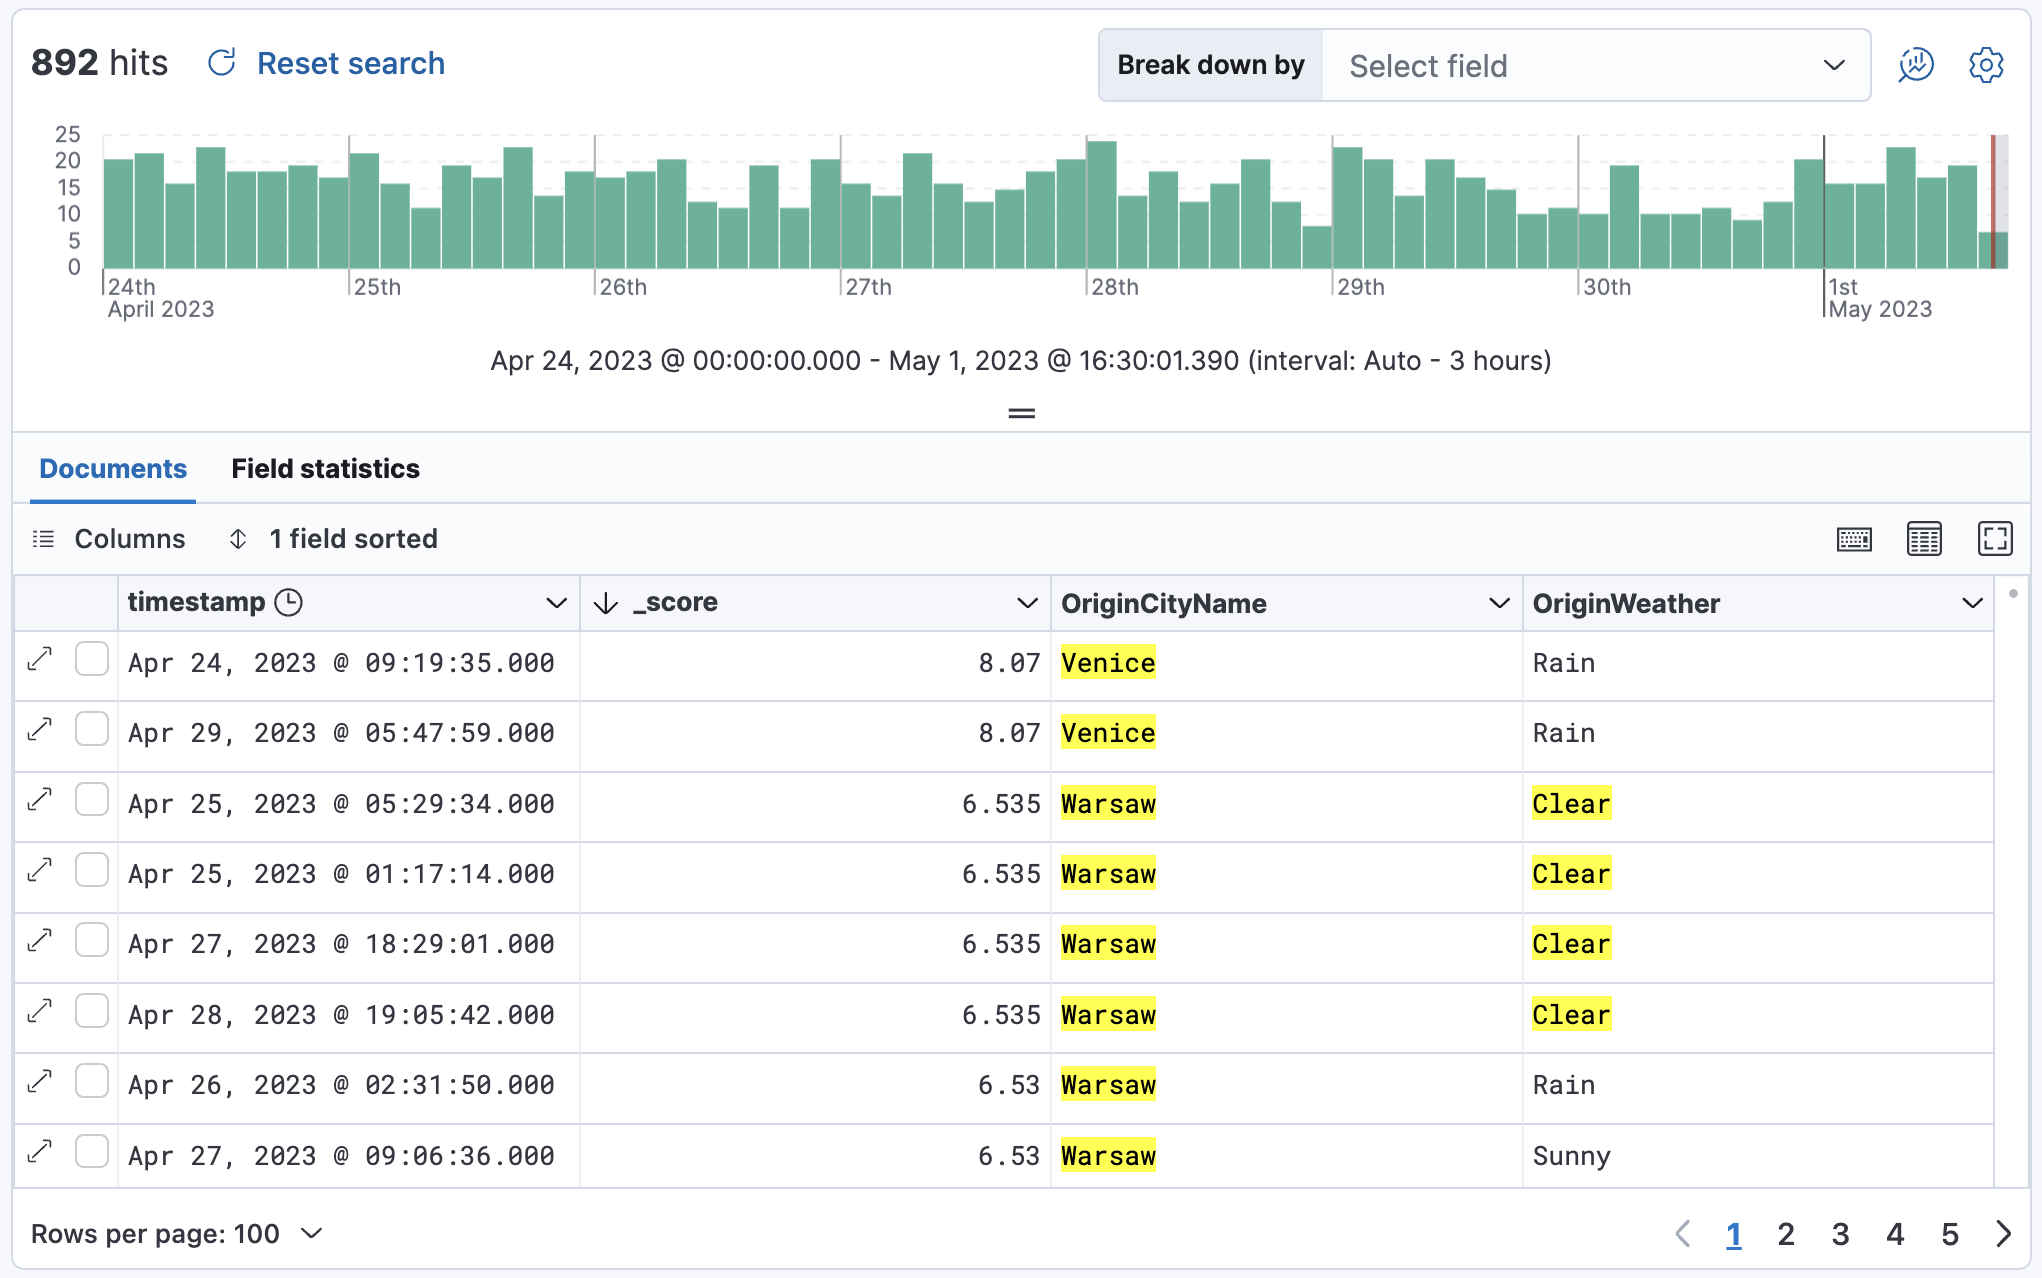 892 hits Reset search Break down by Select field
25
20
15
10
5
0
24th 25th 26th 27th 28th 29th 30th 1st
April 2023 May 2023
Apr 24, 2023 @ 00:00:00.000 - May 1, 2023 @ 16:30:01.390 (interval: Auto - 3 hours)
Documents Field statistics
Columns 1 field sorted
timestamp _score OriginCityName OriginWeather
Apr 24, 2023 @ 09:19:35.000 8.07 Venice Rain
Apr 29, 2023 @ 05:47:59.000 8.07 Venice Rain
Apr 25, 2023 @ 05:29:34.000 6.535 Warsaw Clear
Apr 25, 2023 @ 01:17:14.000 6.535 Warsaw Clear
Apr 27, 2023 @ 18:29:01.000 6.535 Warsaw Clear
Apr 28, 2023 @ 19:05:42.000 6.535 Warsaw Clear
Apr 26, 2023 @ 02:31:50.000 6.53 Warsaw Rain
Apr 27, 2023 @ 09:06:36.000 6.53 Warsaw Sunny
Rows per page: 100 1 2 3 4 5